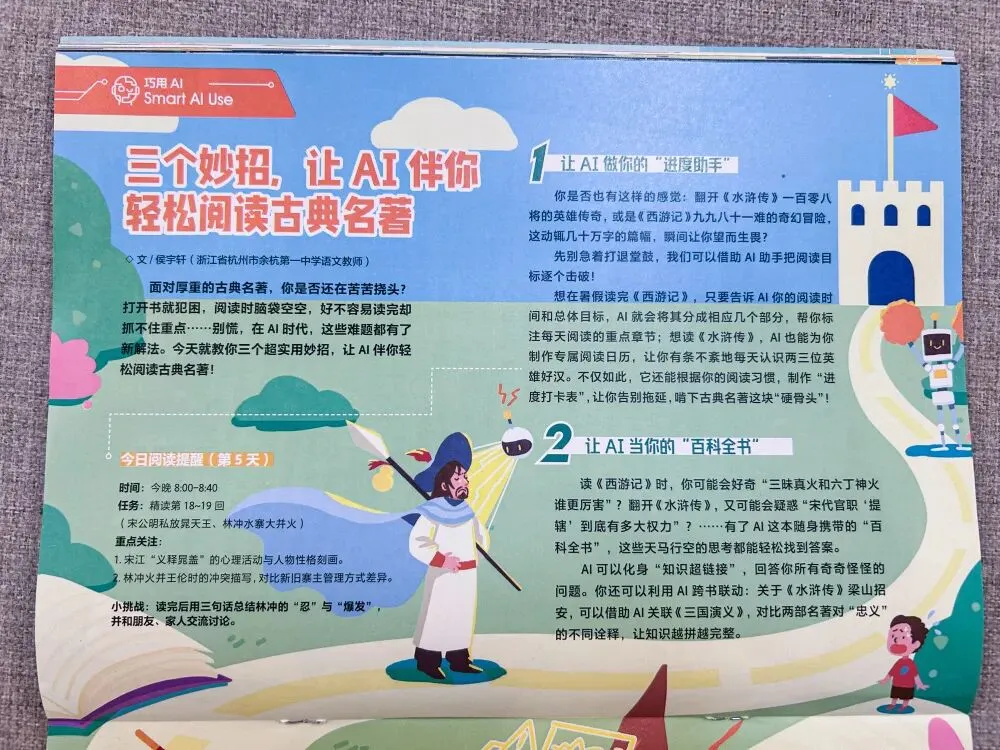 巧用 AI
Smart AI Use
三个妙招，让 AI 伴你
轻松阅读古典名著
◇ 文 / 侯宇轩（浙江省杭州市余杭第一中学语文教师）
面对厚重的古典名著，你是否还在苦苦挠头？
打开书就犯困，阅读时脑袋空空，好不容易读完却
抓不住重点……别慌，在 AI 时代，这些难题都有了
新解法。今天就教你三个超实用妙招，让 AI 伴你轻
松阅读古典名著！
今日阅读提醒（第 5 天）
时间：今晚 8:00~8:40
任务：精读第 18~19 回
（宋公明私放晁天王、林冲水寨大并火）
重点关注：
1. 宋江“义释晁盖”的心理活动与人物性格刻画。
2. 林冲火并王伦时的冲突描写，对比新旧寨主管理方式差异。
小挑战：读完后用三句话总结林冲的“忍”与“爆发”，
并和朋友、家人交流讨论。
1 让 AI 做你的“进度助手”
你是否也有这样的感觉：翻开《水浒传》一百零八
将的英雄传奇，或是《西游记》九九八十一难的奇幻冒险，
这动辄几十万字的篇幅，瞬间让你望而生畏？
先别急着打退堂鼓，我们可以借助 AI 助手把阅读目
标逐个击破！
想在暑假读完《西游记》，只要告诉 AI 你的阅读时
间和总体目标，AI 就会将其分成相应几个部分，帮你标
注每天阅读的重点章节；想读《水浒传》，AI 也能为你
制作专属阅读日历，让你有条不紊地每天认识两三位英
雄好汉。不仅如此，它还能根据你的阅读习惯，制作“进
度打卡表”，让你告别拖延，啃下古典名著这块“硬骨头”！
2 让 AI 当你的“百科全书”
读《西游记》时，你可能会好奇“三昧真火和六丁神火
谁更厉害”？翻开《水浒传》，又可能会疑惑“宋代官职‘提
辖’到底有多大权力”？……有了 AI 这本随身携带的“百
科全书”，这些天马行空的思考都能轻松找到答案。
AI 可以化身“知识超链接”，回答你所有奇奇怪怪的
问题。你还可以利用 AI 跨书联动：关于《水浒传》梁山招
安，可以借助 AI 关联《三国演义》，对比两部名著对“忠义”
的不同诠释，让知识越拼越完整。